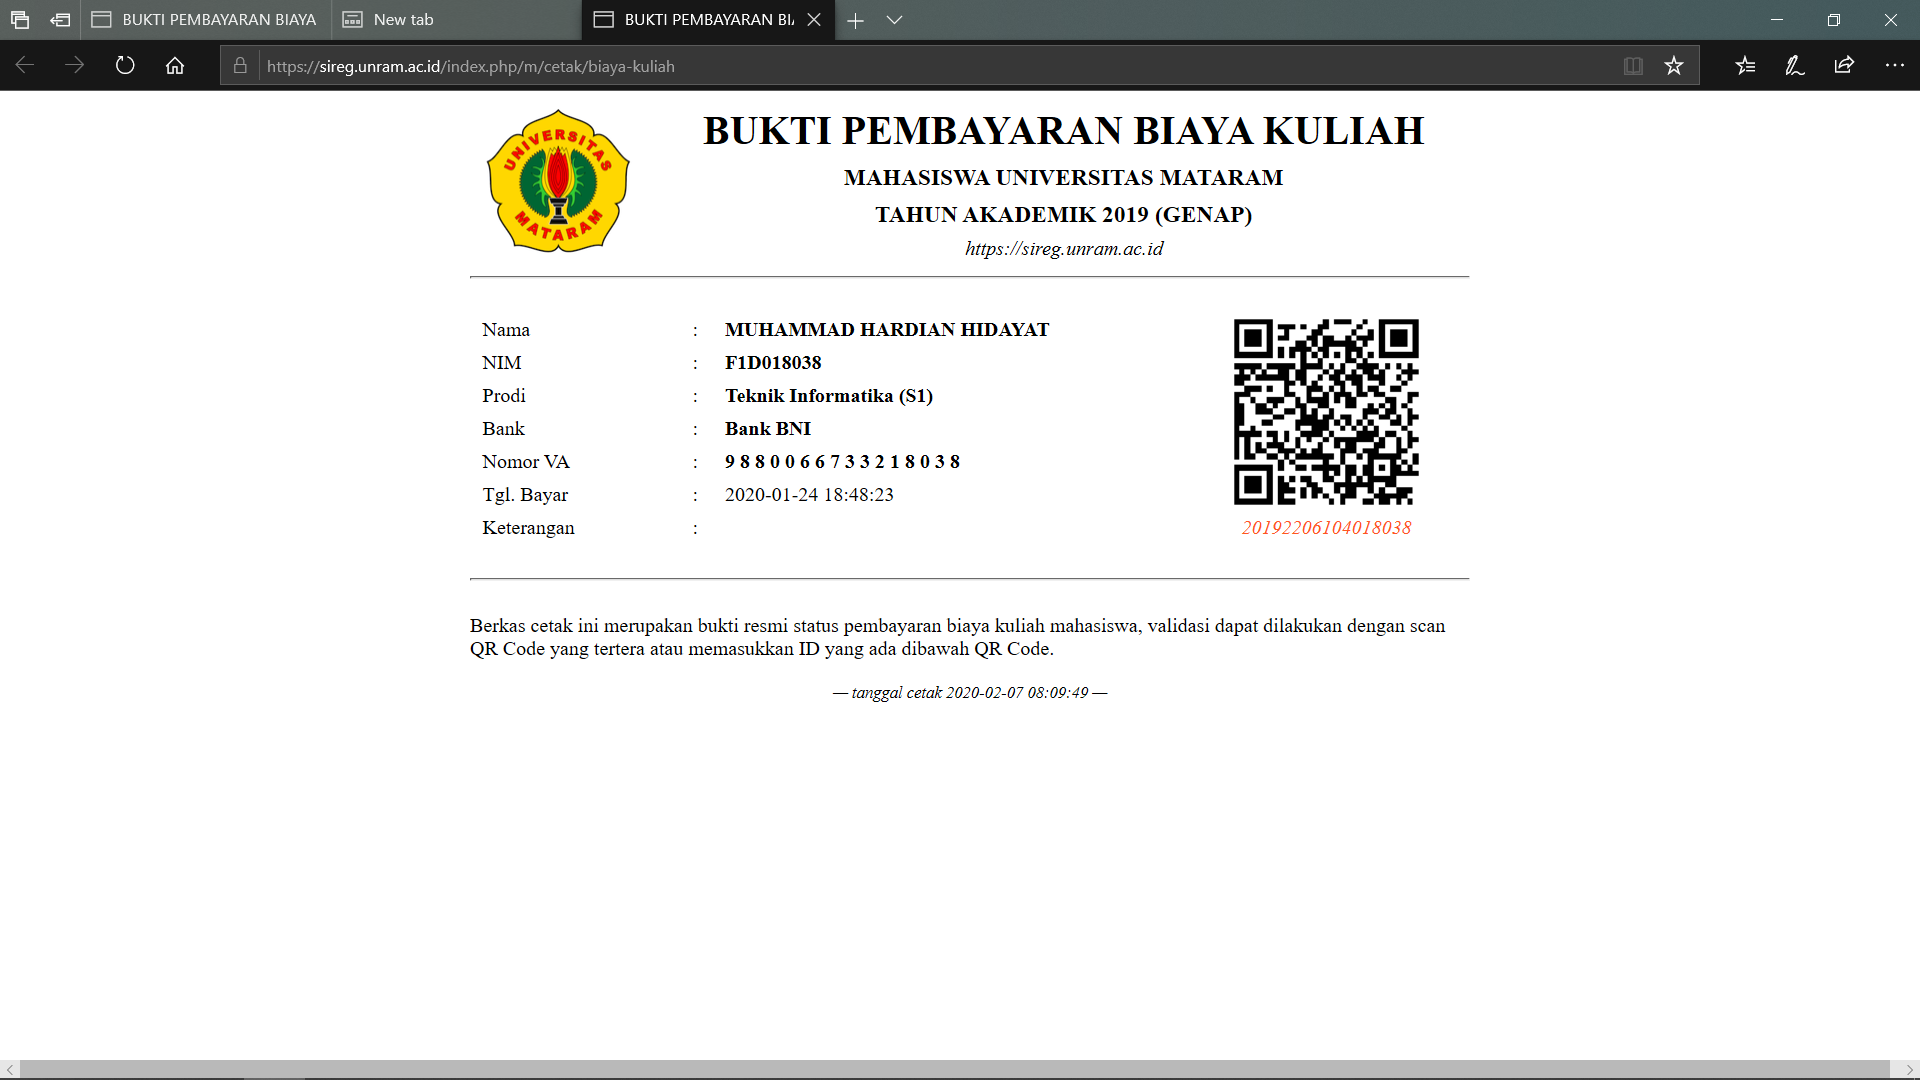 BUKTI PEMBAYARAN BIAYA
New tab
BUKTI PEMBAYARAN BI
https://sireg.unram.ac.id/index.php/m/cetak/biaya-kuliah
UNIVERSITAS
MATARAM
BUKTI PEMBAYARAN BIAYA KULIAH
MAHASISWA UNIVERSITAS MATARAM
TAHUN AKADEMIK 2019 (GENAP)
https://sireg.unram.ac.id
Nama : MUHAMMAD HARDIAN HIDAYAT
NIM : F1D018038
Prodi : Teknik Informatika (S1)
Bank : Bank BNI
Nomor VA : 9 8 8 0 0 6 6 7 3 3 2 1 8 0 3 8
Tgl. Bayar : 2020-01-24 18:48:23
Keterangan :
20192206104018038
Berkas cetak ini merupakan bukti resmi status pembayaran biaya kuliah mahasiswa, validasi dapat dilakukan dengan scan
QR Code yang tertera atau memasukkan ID yang ada dibawah QR Code.
— tanggal cetak 2020-02-07 08:09:49 —